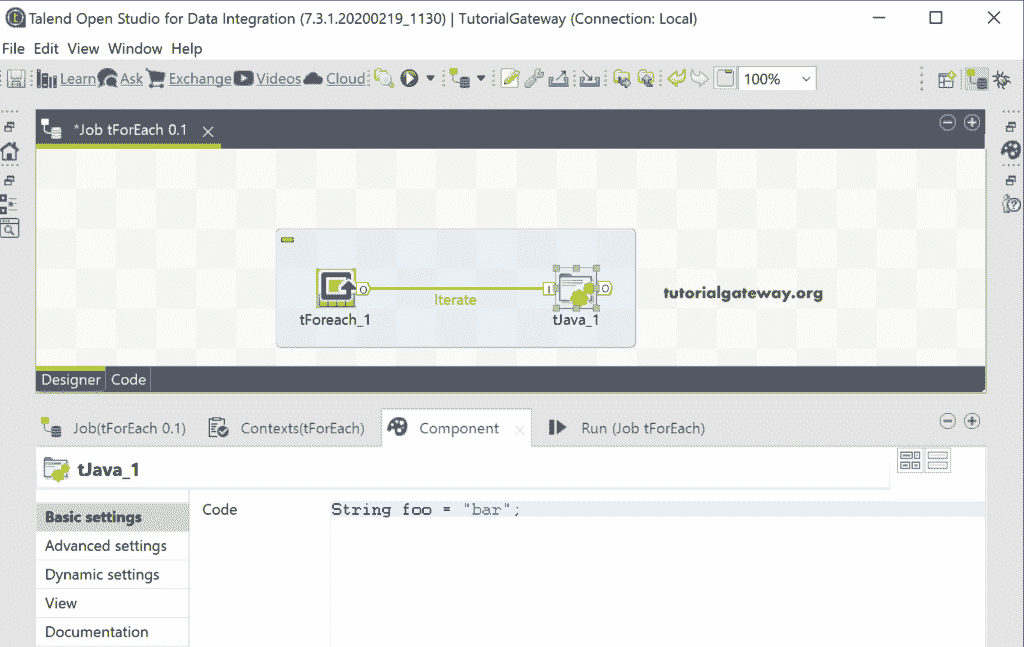 Talend Open Studio for Data Integration (7.3.1.20200219_1130) | TutorialGateway (Connection: Local)
File Edit View Window Help
Learn Ask Exchange Videos Cloud 100%
*Job tForEach 0.1
O I O
Iterate
tutorialgateway.org
tForeach_1 tJava_1
Designer Code
Job(tForEach 0.1) Contexts(tForEach) Component Run (Job tForEach)
tJava_1
Basic settings Code String foo = "bar";
Advanced settings
Dynamic settings
View
Documentation